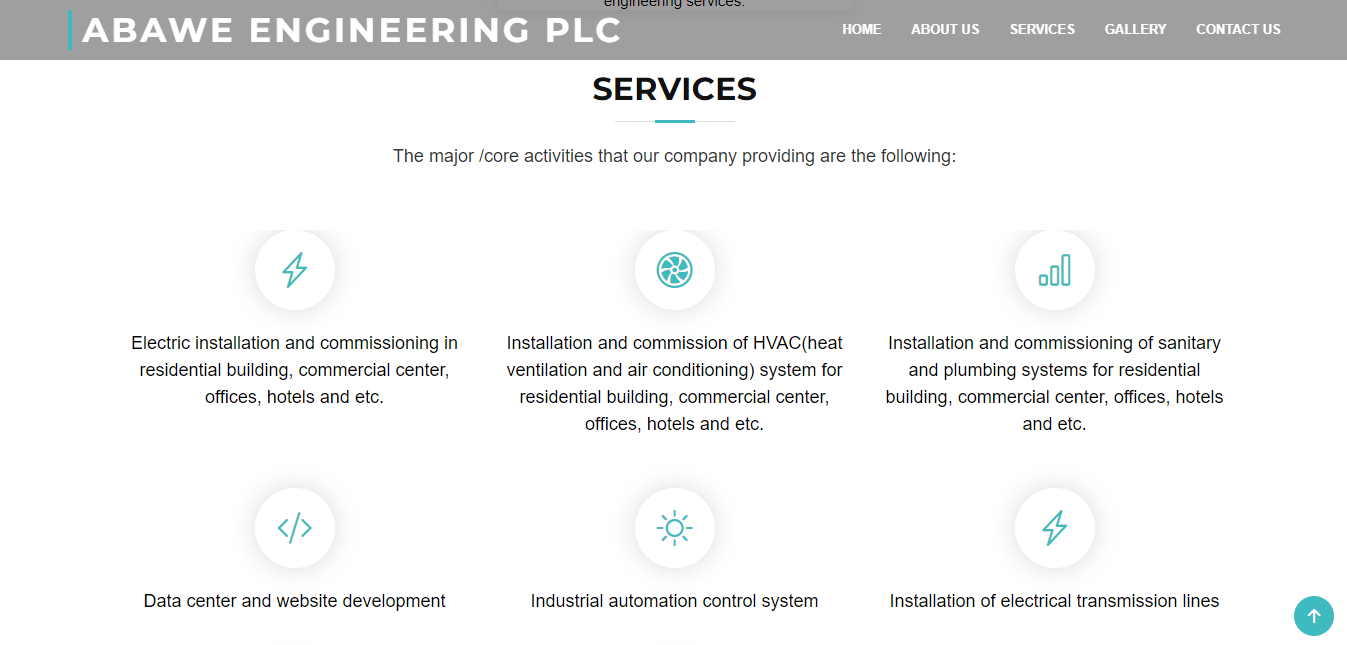 engineering services.
ABAWE ENGINEERING PLC
HOME ABOUT US SERVICES GALLERY CONTACT US
SERVICES
The major /core activities that our company providing are the following:
Electric installation and commissioning in
residential building, commercial center,
offices, hotels and etc.
Installation and commission of HVAC(heat
ventilation and air conditioning) system for
residential building, commercial center,
offices, hotels and etc.
Installation and commissioning of sanitary
and plumbing systems for residential
building, commercial center, offices, hotels
and etc.
Data center and website development
Industrial automation control system
Installation of electrical transmission lines